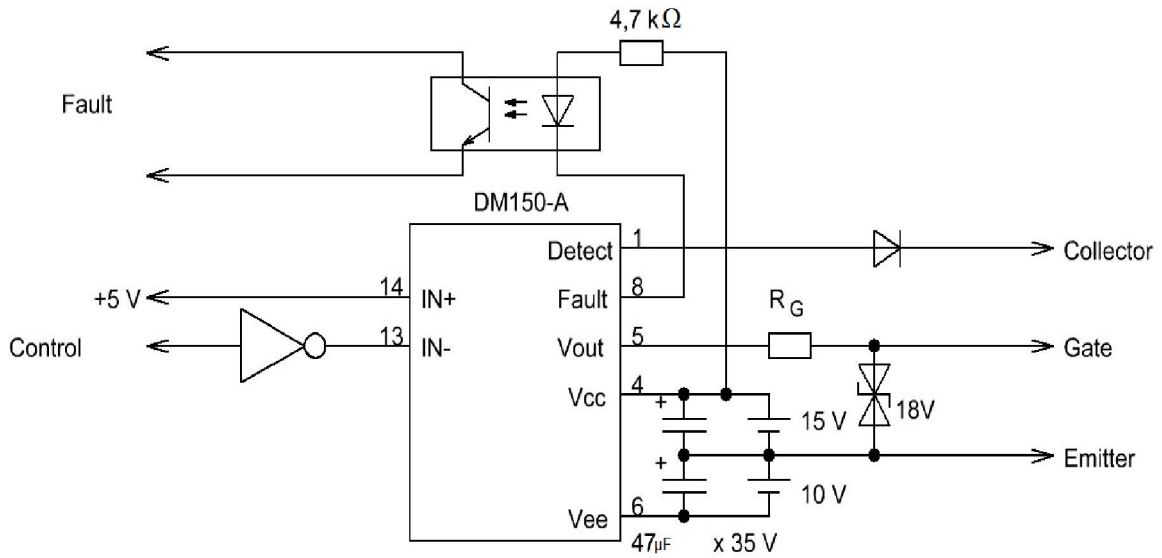 4,7 kΩ
Fault
DM150-A
Detect 1
Collector
+5 V 14 IN+
Fault 8
R G
Control 13 IN-
Vout 5
Gate
Vcc 4
+
15 V
18V
+
Emitter
10 V
Vee 6
47µF x 35 V